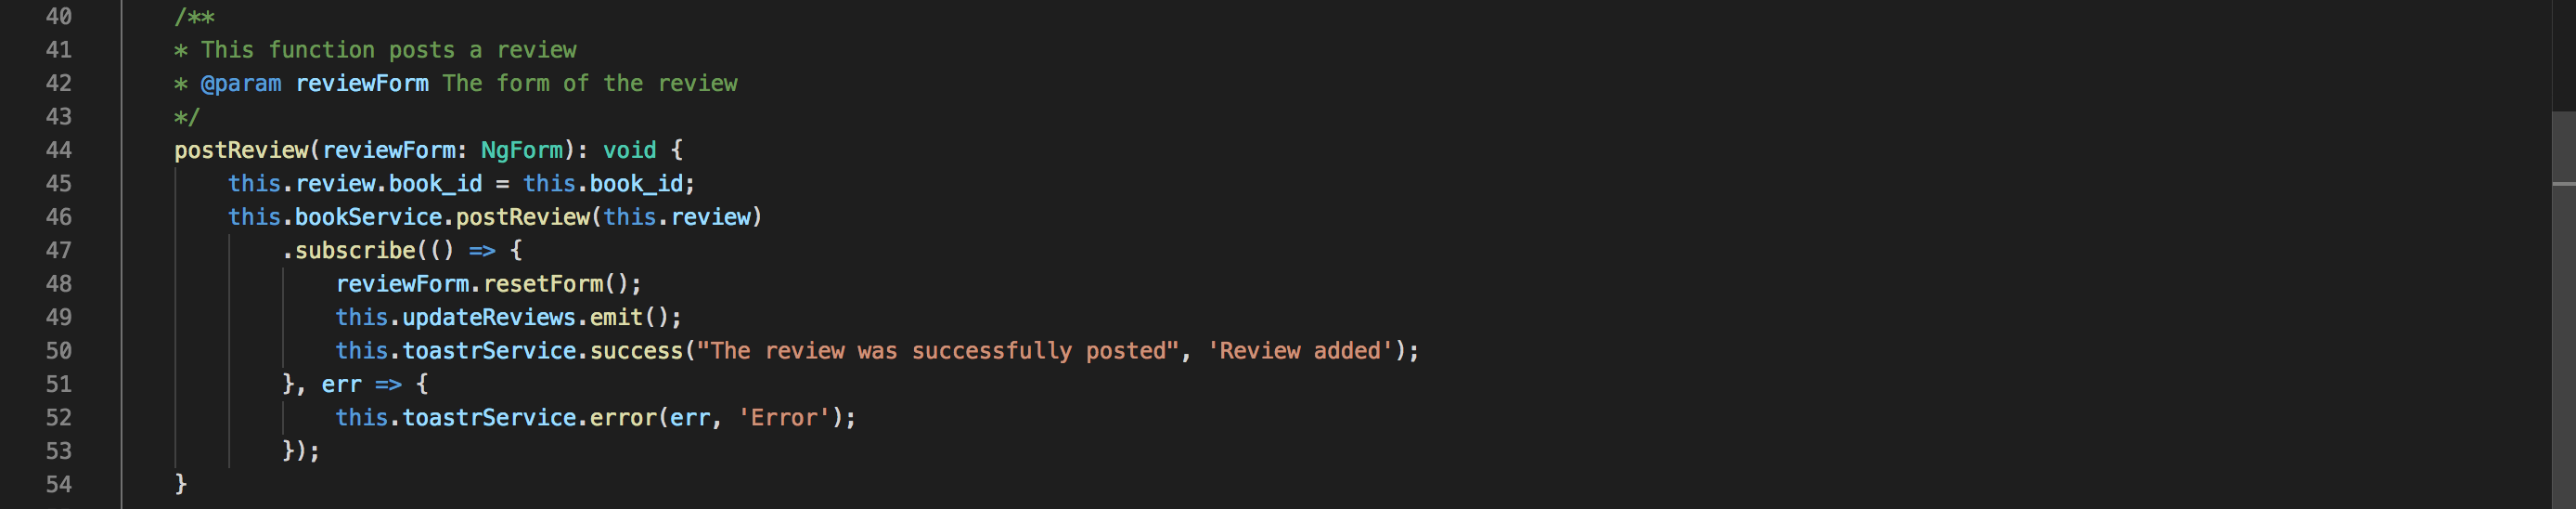 40 /**
41 * This function posts a review
42 * @param reviewForm The form of the review
43 */
44 postReview(reviewForm: NgForm): void {
45 this.review.book_id = this.book_id;
46 this.bookService.postReview(this.review)
47 .subscribe(() => {
48 reviewForm.resetForm();
49 this.updateReviews.emit();
50 this.toastrService.success("The review was successfully posted", 'Review added');
51 }, err => {
52 this.toastrService.error(err, 'Error');
53 });
54 }